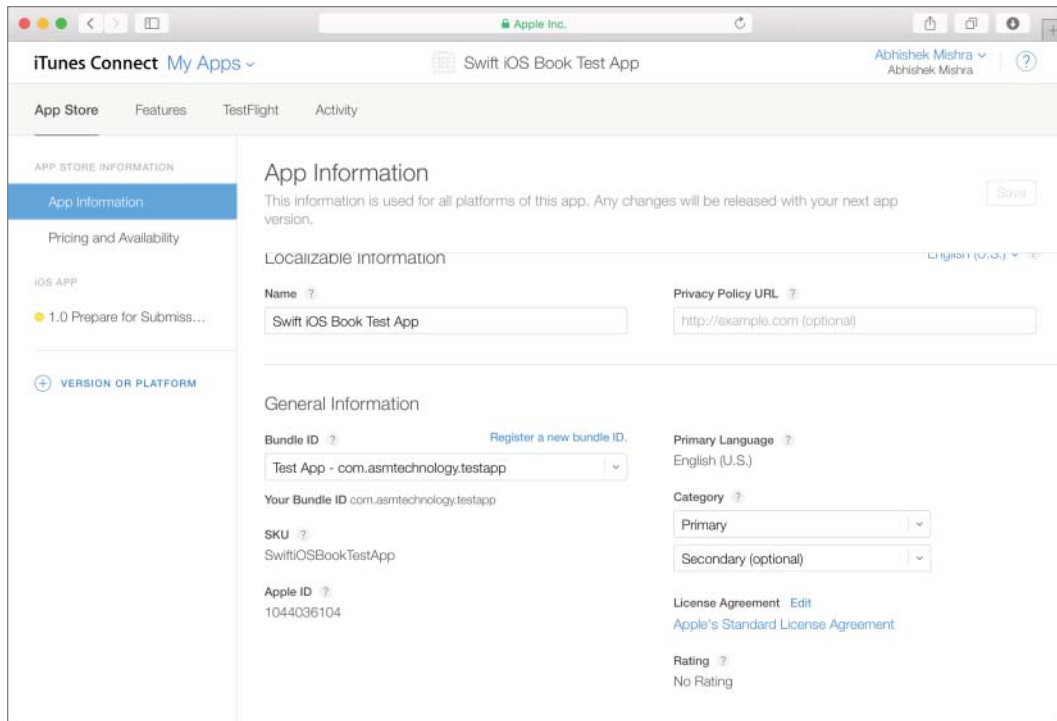 Apple Inc.
iTunes Connect My Apps
Swift iOS Book Test App
Abhishek Mishra
Abhishek Mishra
?
App Store Features TestFlight Activity
APP STORE INFORMATION
App Information
Pricing and Availability
iOS APP
1.0 Prepare for Submiss...
VERSION OR PLATFORM
App Information
This information is used for all platforms of this app. Any changes will be released with your next app
version.
Save
Localizable Information
English (U.S.) ?
Name ?
Swift iOS Book Test App
Privacy Policy URL ?
http://example.com (optional)
General Information
Bundle ID ? Register a new bundle ID.
Test App - com.asmtechnology.testapp
Your Bundle ID com.asmtechnology.testapp
SKU ?
SwiftiOSBookTestApp
Apple ID ?
1044036104
Primary Language ?
English (U.S.)
Category ?
Primary
Secondary (optional)
License Agreement Edit
Apple's Standard License Agreement
Rating ?
No Rating